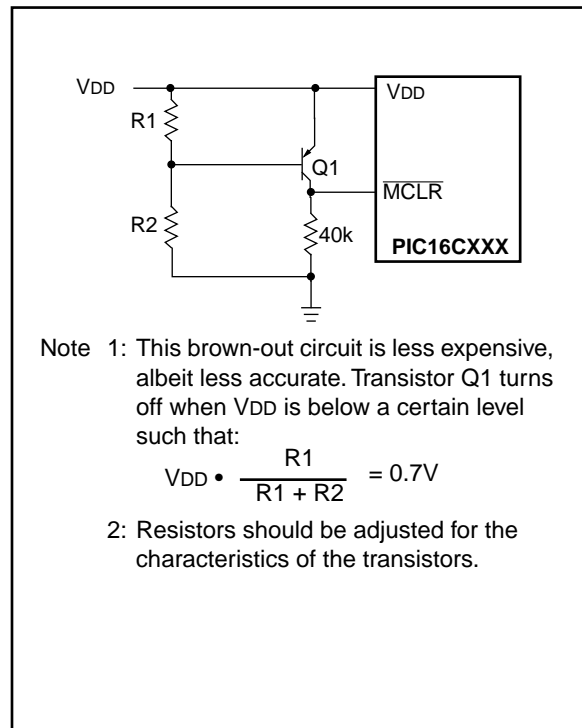 VDD
VDD
R1
Q1
MCLR
R2
40k
PIC16CXXX
Note 1: This brown-out circuit is less expensive,
albeit less accurate. Transistor Q1 turns
off when VDD is below a certain level
such that:
VDD • R1 / R1 + R2 = 0.7V
2: Resistors should be adjusted for the
characteristics of the transistors.